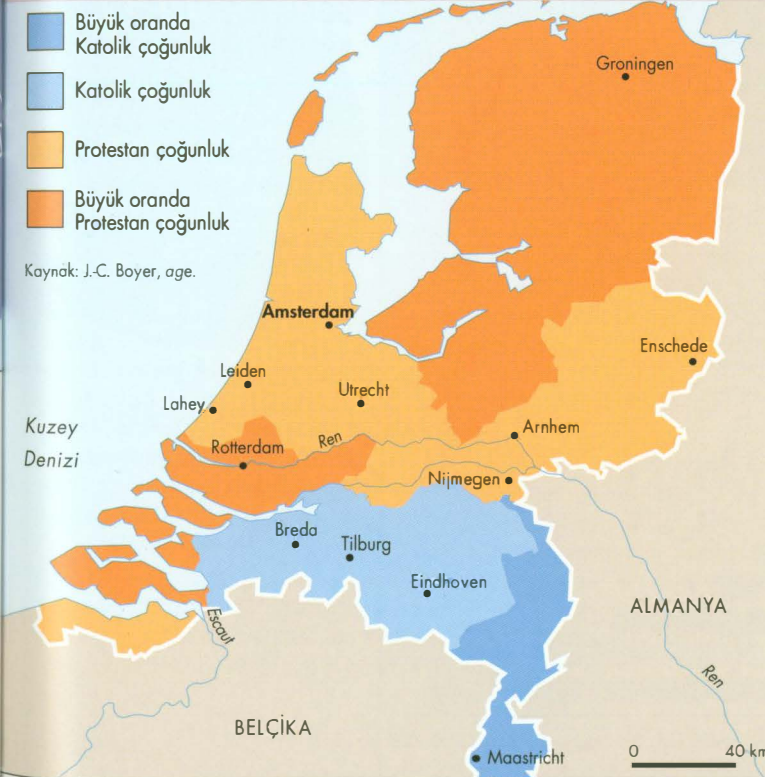 Büyük oranda
Katolik çoğunluk
Katolik çoğunluk
Protestan çoğunluk
Büyük oranda
Protestan çoğunluk
Kaynak: J.-C. Boyer, age.
Groningen
Amsterdam
Enschede
Leiden
Utrecht
Lahey
Kuzey
Denizi
Rotterdam
Ren
Arnhem
Nijmegen
Breda
Tilburg
Eindhoven
Escaut
ALMANYA
Ren
BELÇİKA
Maastricht
0 40 km